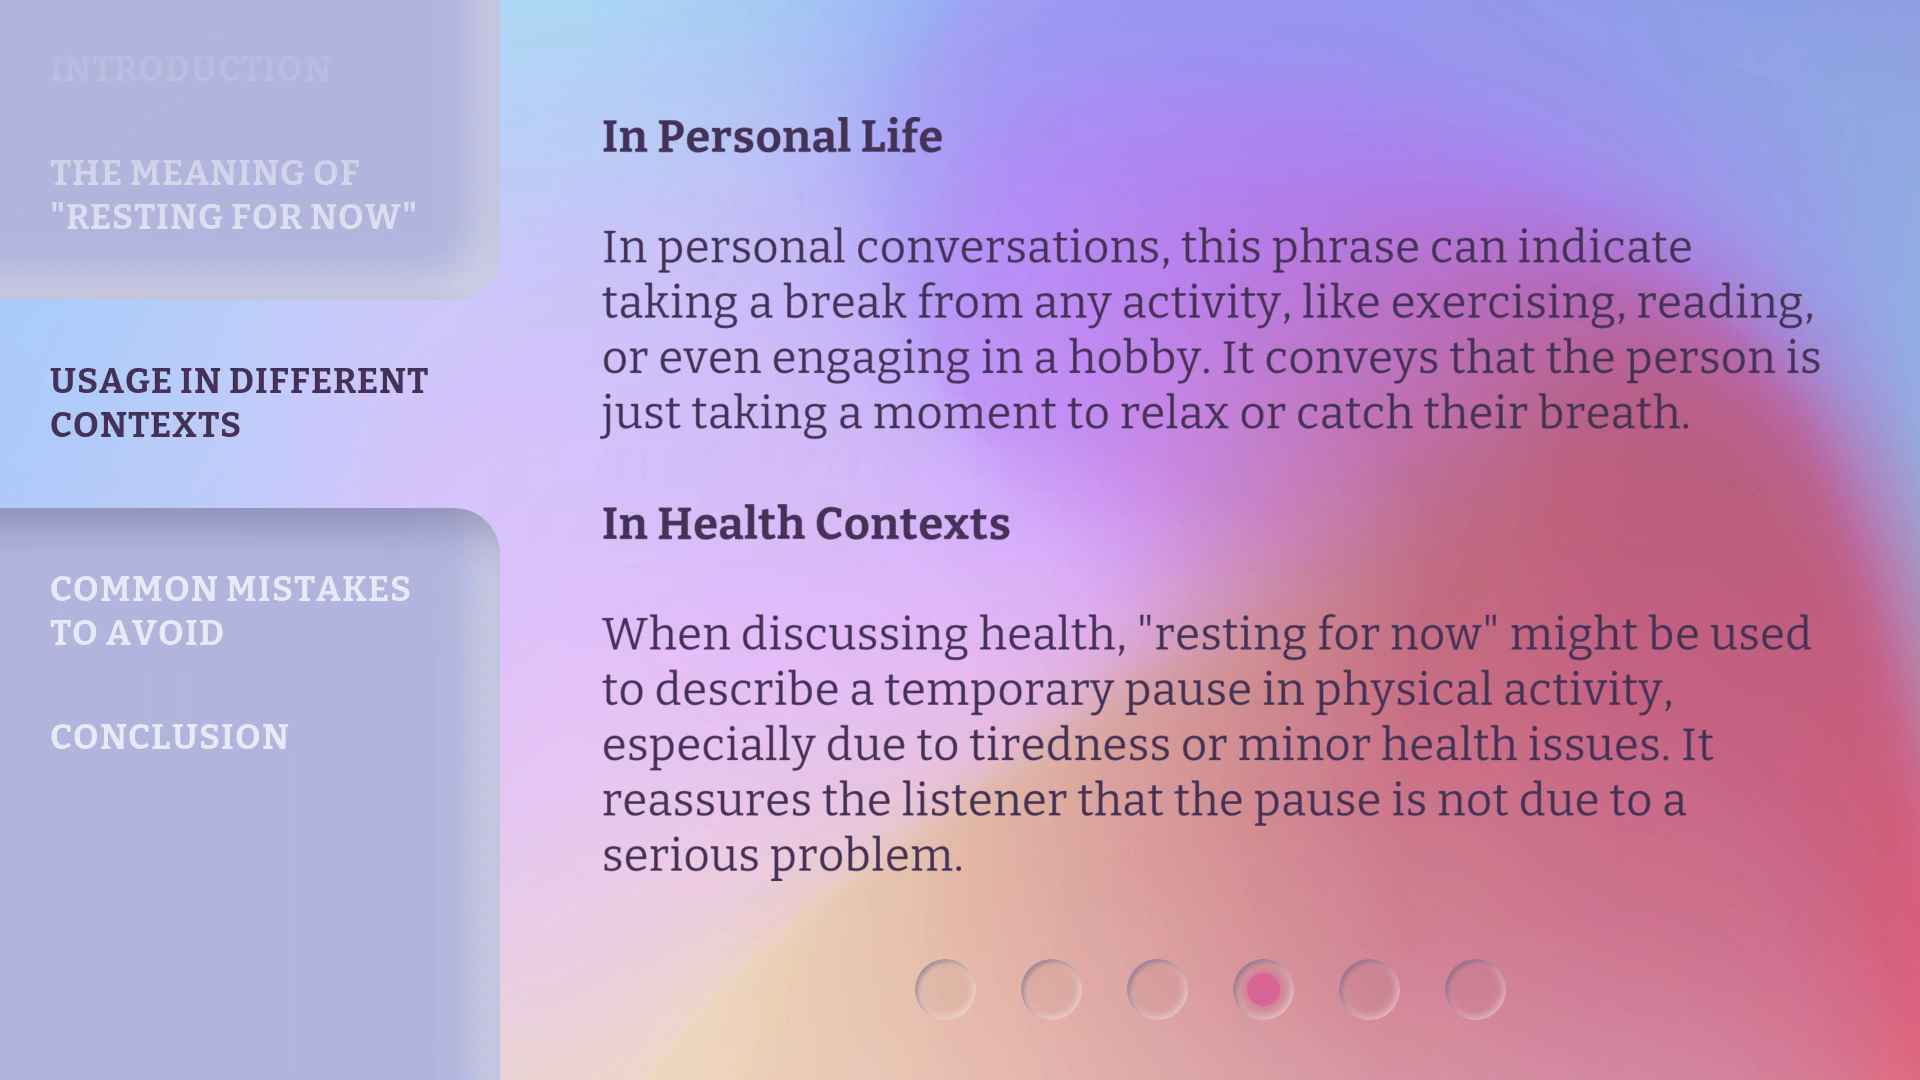 INTRODUCTION
THE MEANING OF
"RESTING FOR NOW"
USAGE IN DIFFERENT
CONTEXTS
COMMON MISTAKES
TO AVOID
CONCLUSION
In Personal Life
In personal conversations, this phrase can indicate
taking a break from any activity, like exercising, reading,
or even engaging in a hobby. It conveys that the person is
just taking a moment to relax or catch their breath.
In Health Contexts
When discussing health, "resting for now" might be used
to describe a temporary pause in physical activity,
especially due to tiredness or minor health issues. It
reassures the listener that the pause is not due to a
serious problem.